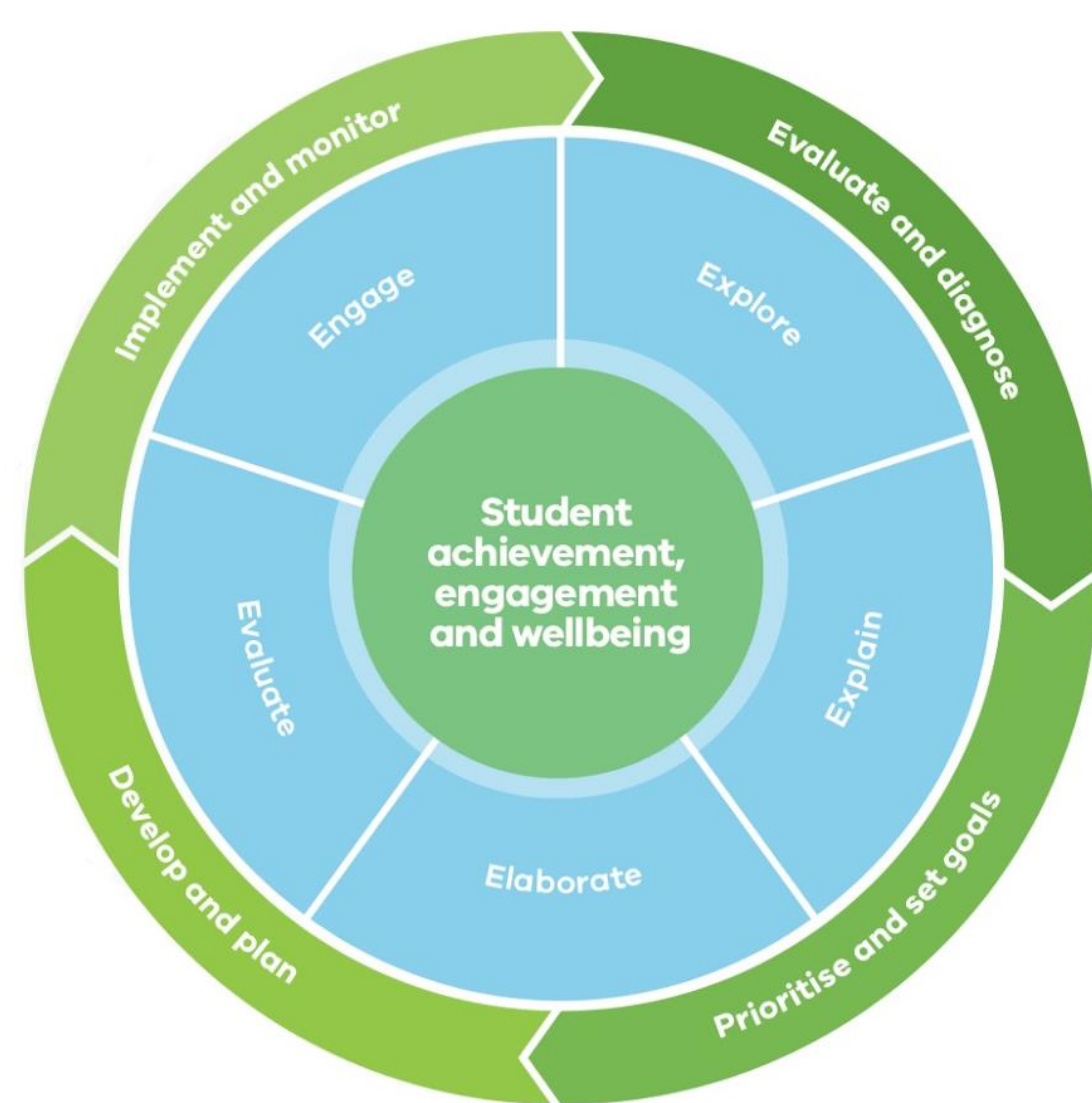 Implement and monitor
Evaluate and diagnose
Engage
Explore
Student
achievement,
engagement
and wellbeing
Evaluate
Explain
Elaborate
Develop and plan
Prioritise and set goals